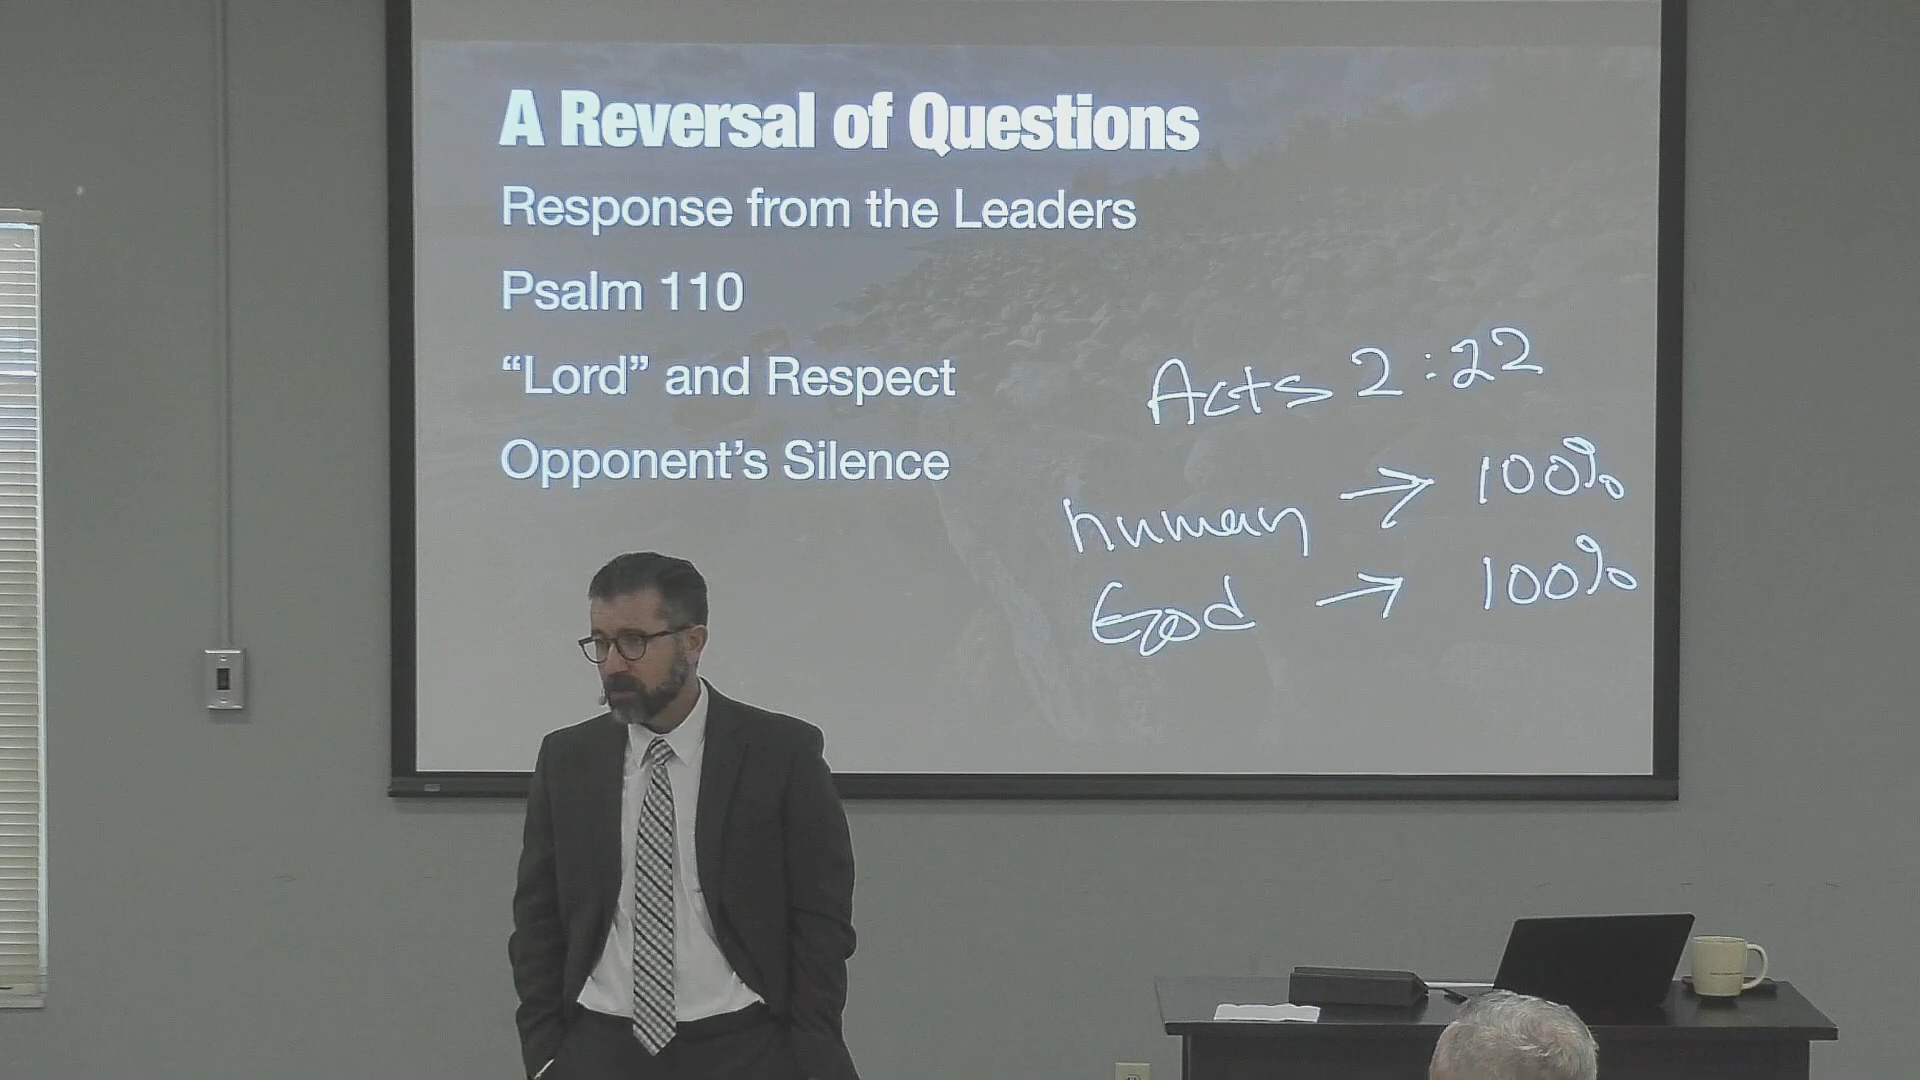 A Reversal of Questions
Response from the Leaders
Psalm 110
“Lord” and Respect
Opponent’s Silence
Acts 2:22
human → 100%
God → 100%